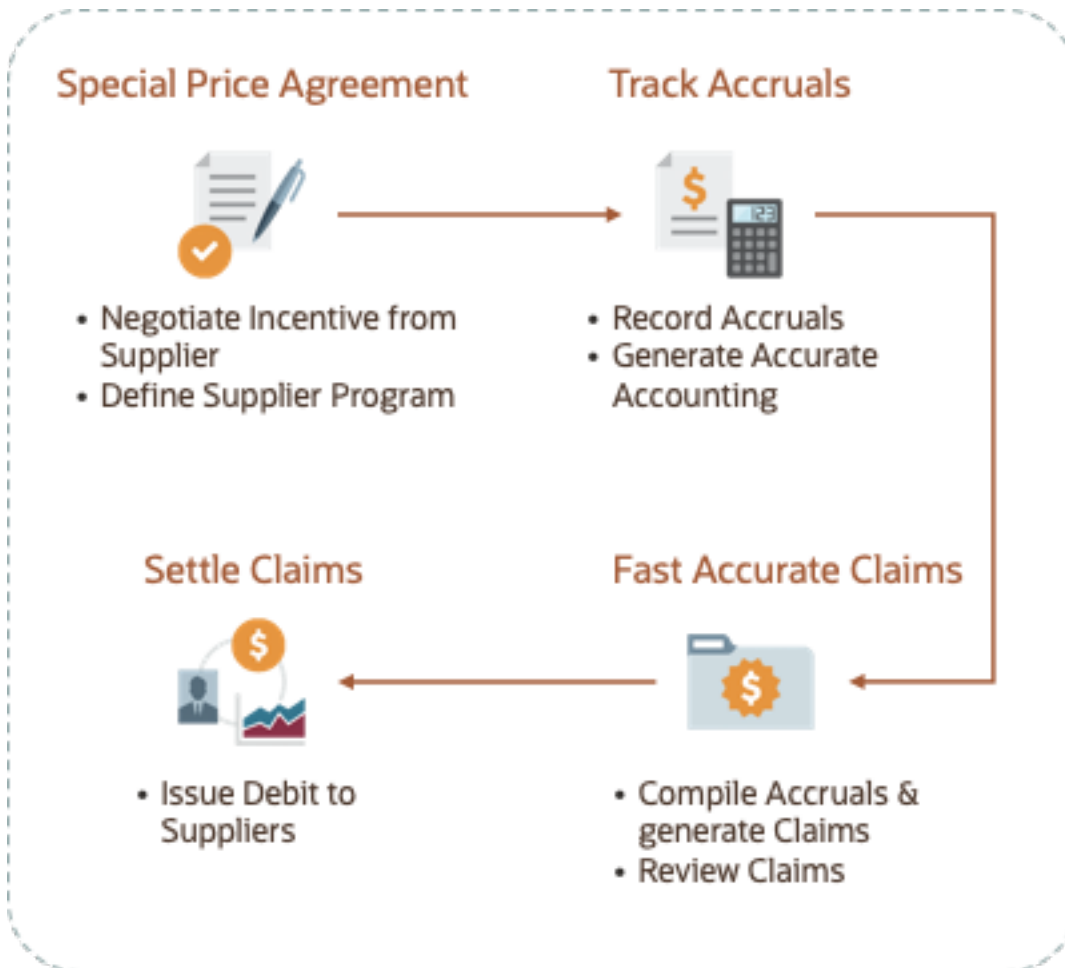 Special Price Agreement
• Negotiate Incentive from
Supplier
• Define Supplier Program
Track Accruals
$
123
• Record Accruals
• Generate Accurate
Accounting
Fast Accurate Claims
$
• Compile Accruals &
generate Claims
• Review Claims
Settle Claims
$
• Issue Debit to
Suppliers